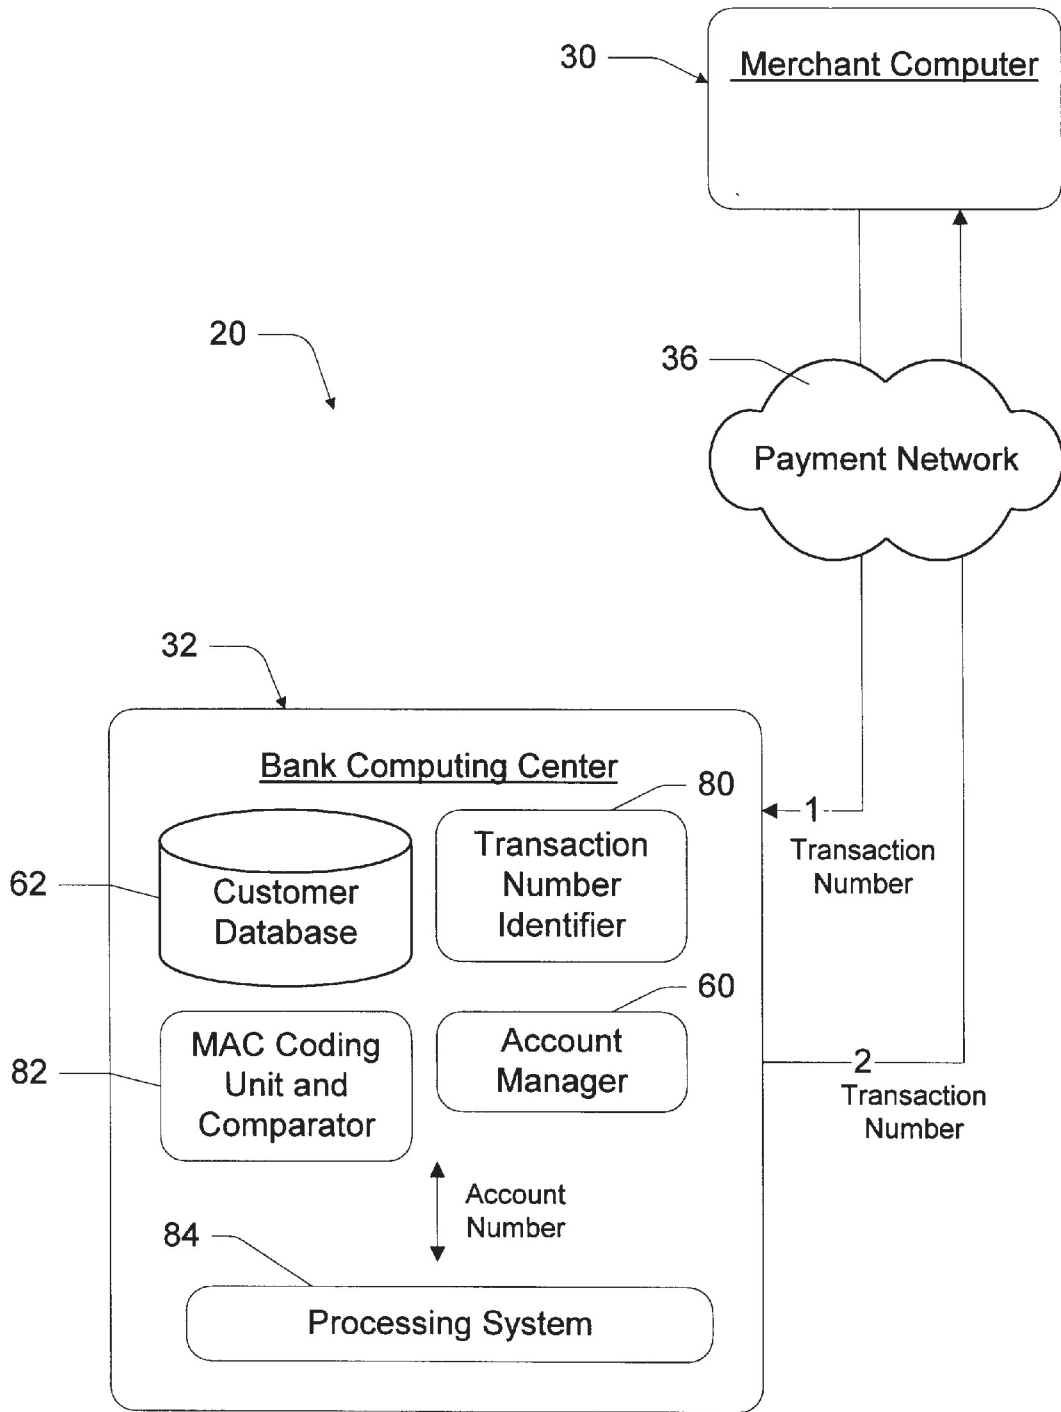 30
Merchant Computer
20
36
Payment Network
32
Bank Computing Center
80
1
Transaction
Number
62
Customer
Database
Transaction
Number
Identifier
60
82
MAC Coding
Unit and
Comparator
Account
Manager
2
Transaction
Number
Account
Number
84
Processing System